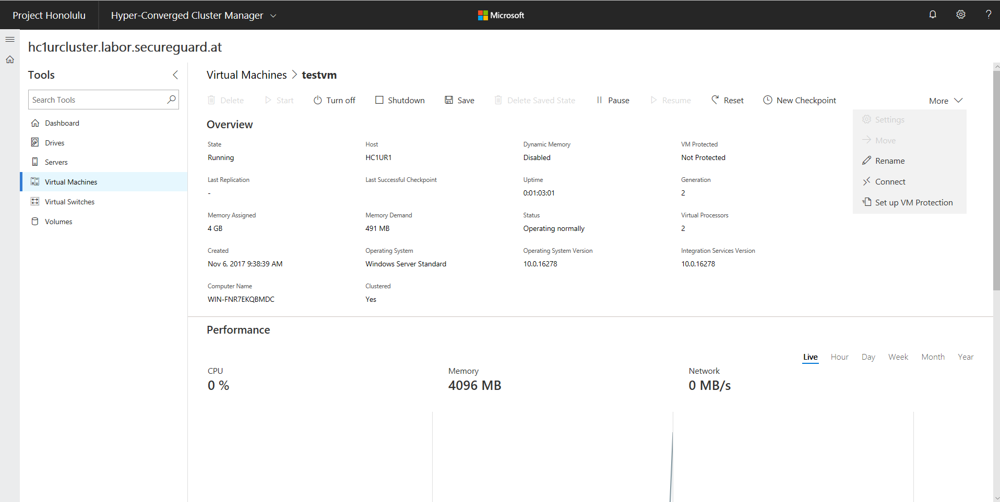 Project Honolulu
Hyper-Converged Cluster Manager
Microsoft
hc1urcluster.labor.secureguard.at
Tools
Search Tools
Dashboard
Drives
Servers
Virtual Machines
Virtual Switches
Volumes
Virtual Machines > testvm
Delete Start Turn off Shutdown Save Delete Saved State Pause Resume Reset New Checkpoint More
Settings
Move
Rename
Connect
Set up VM Protection
Overview
State Host Dynamic Memory VM Protected
Running HC1UR1 Disabled Not Protected
Last Replication Last Successful Checkpoint Uptime Generation
- 0:01:03:01 2
Memory Assigned Memory Demand Status Virtual Processors
4 GB 491 MB Operating normally 2
Created Operating System Operating System Version Integration Services Version
Nov 6, 2017 9:38:39 AM Windows Server Standard 10.0.16278 10.0.16278
Computer Name Clustered
WIN-FNR7EKQBMDC Yes
Performance
Live Hour Day Week Month Year
CPU Memory Network
0 % 4096 MB 0 MB/s